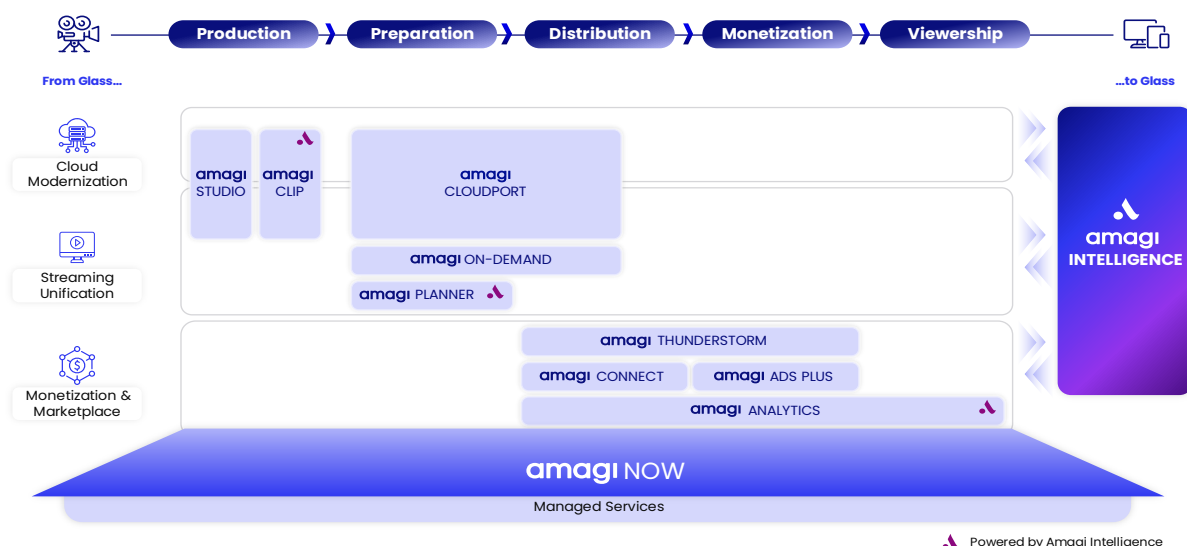 Production
Preparation
Distribution
Monetization
Viewership
From Glass...
...to Glass
Cloud
Modernization
amagi
STUDIO
amagi
CLIP
amagi
CLOUDPORT
amagi
INTELLIGENCE
Streaming
Unification
amagi ON-DEMAND
amagi PLANNER
Monetization &
Marketplace
amagi THUNDERSTORM
amagi CONNECT
amagi ADS PLUS
amagi ANALYTICS
amagi NOW
Managed Services
Powered by Amagi Intelligence